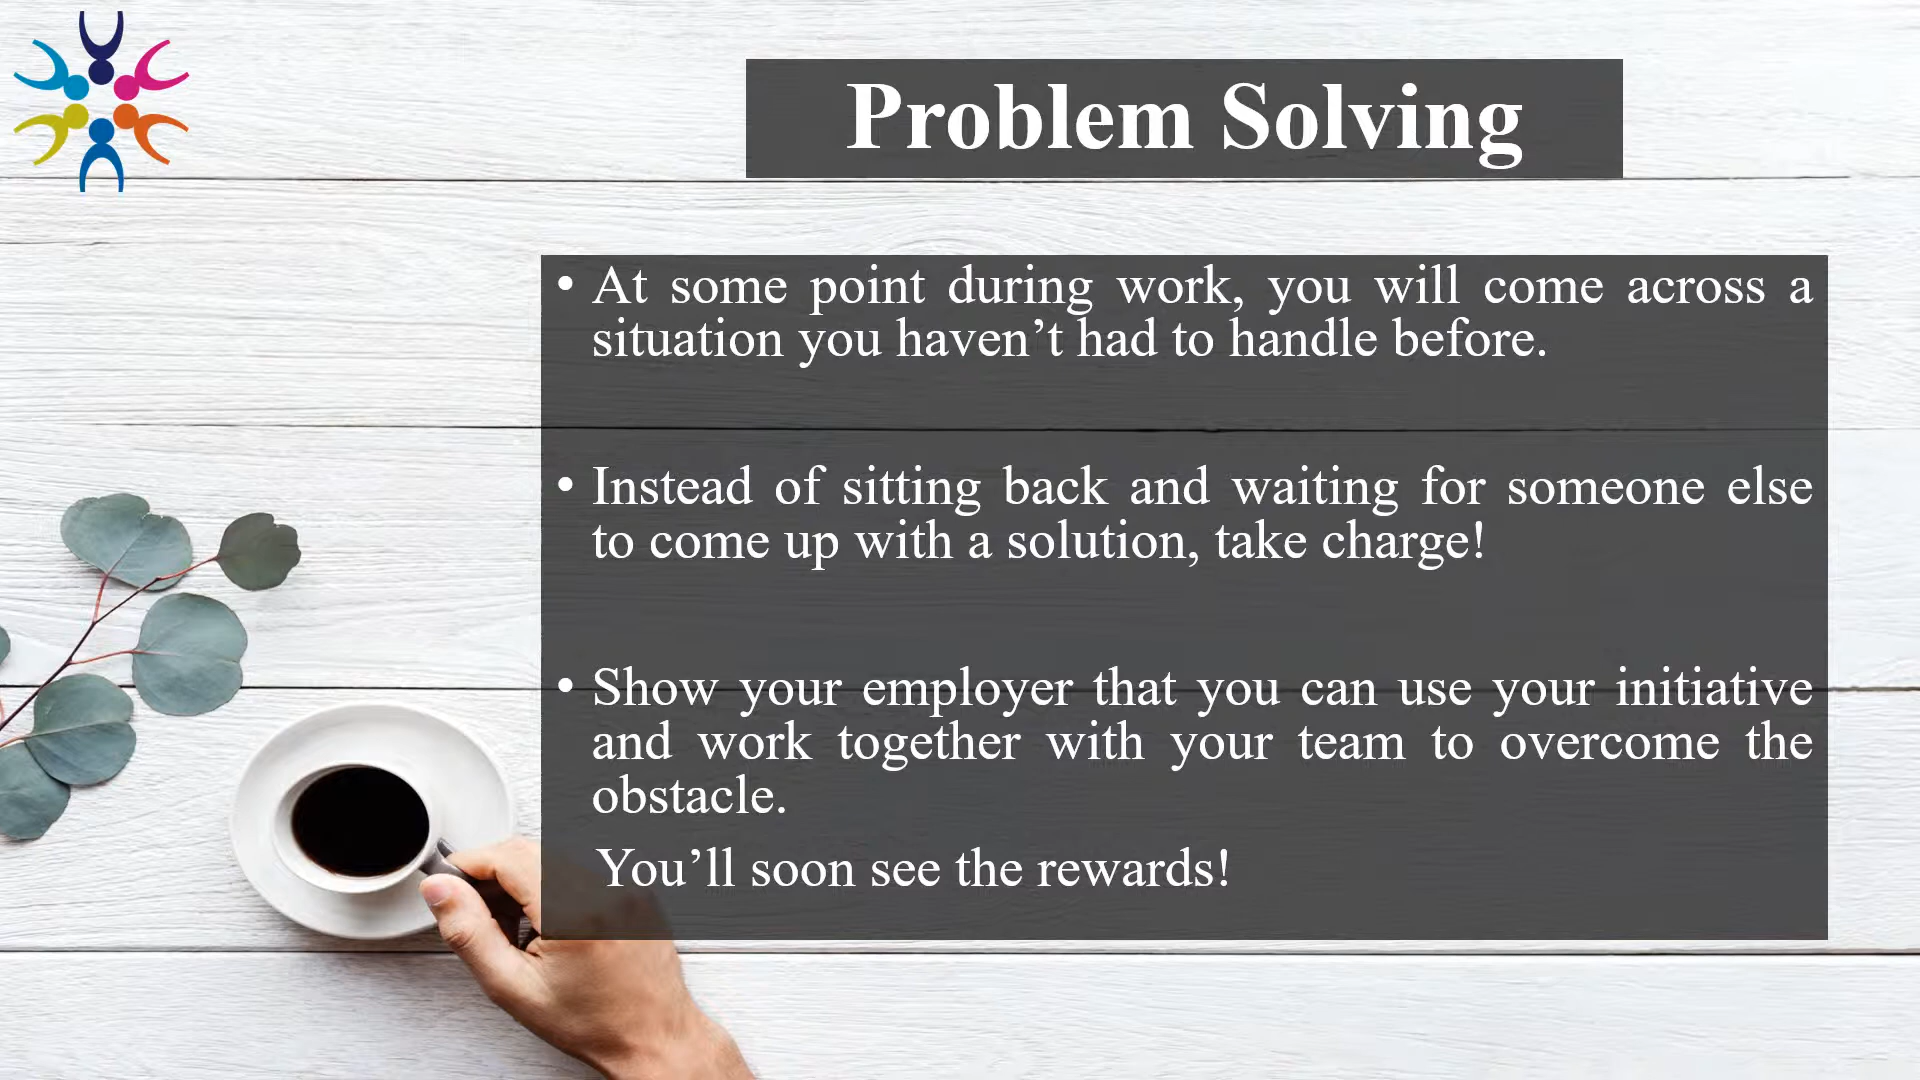 Problem Solving
• At some point during work, you will come across a
situation you haven’t had to handle before.
• Instead of sitting back and waiting for someone else
to come up with a solution, take charge!
• Show your employer that you can use your initiative
and work together with your team to overcome the
obstacle.
You’ll soon see the rewards!